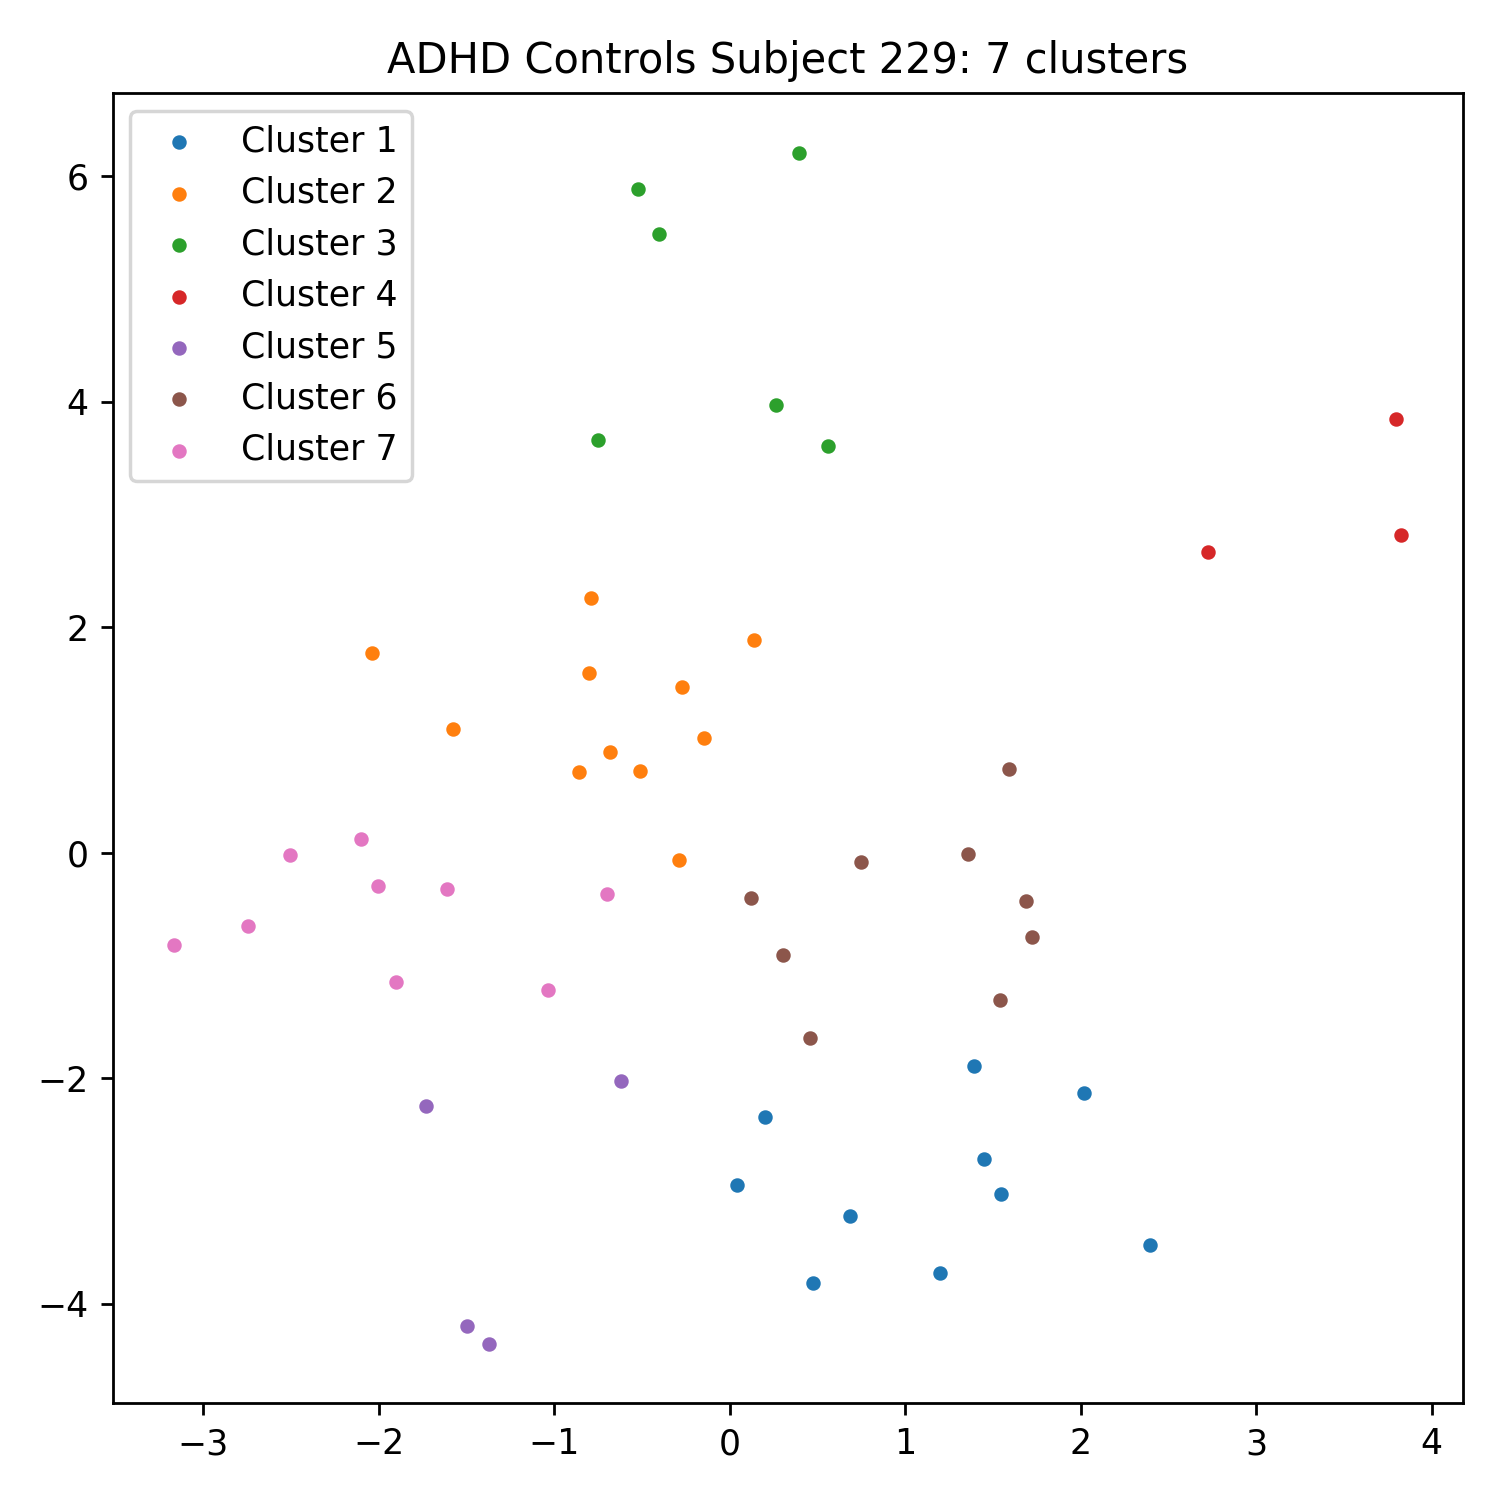 ADHD Controls Subject 229: 7 clusters
Cluster 1
Cluster 2
Cluster 3
Cluster 4
Cluster 5
Cluster 6
Cluster 7
6
4
2
0
−2
−4
−3 −2 −1 0 1 2 3 4